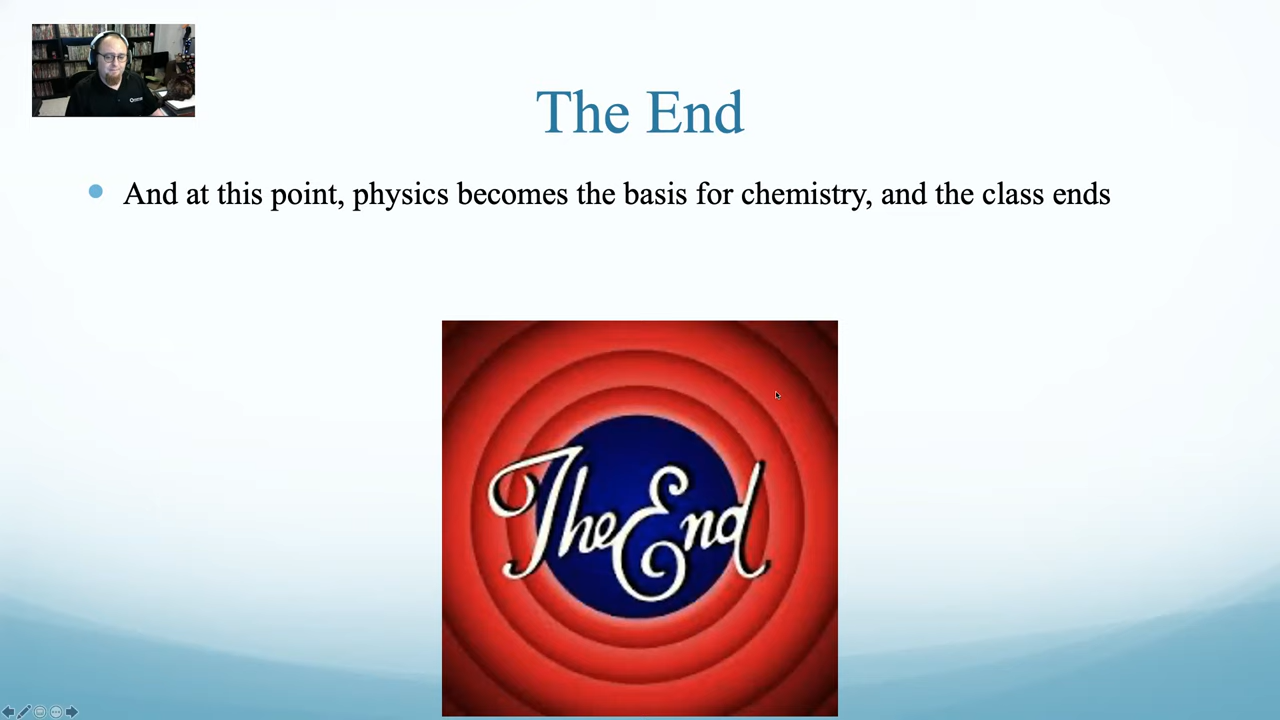 The End
And at this point, physics becomes the basis for chemistry, and the class ends
The End